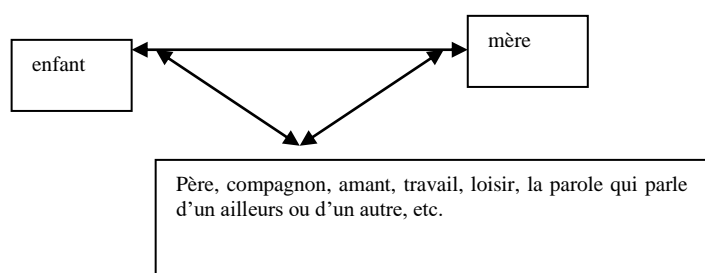 enfant
mère
Père, compagnon, amant, travail, loisir, la parole qui parle
d’un ailleurs ou d’un autre, etc.